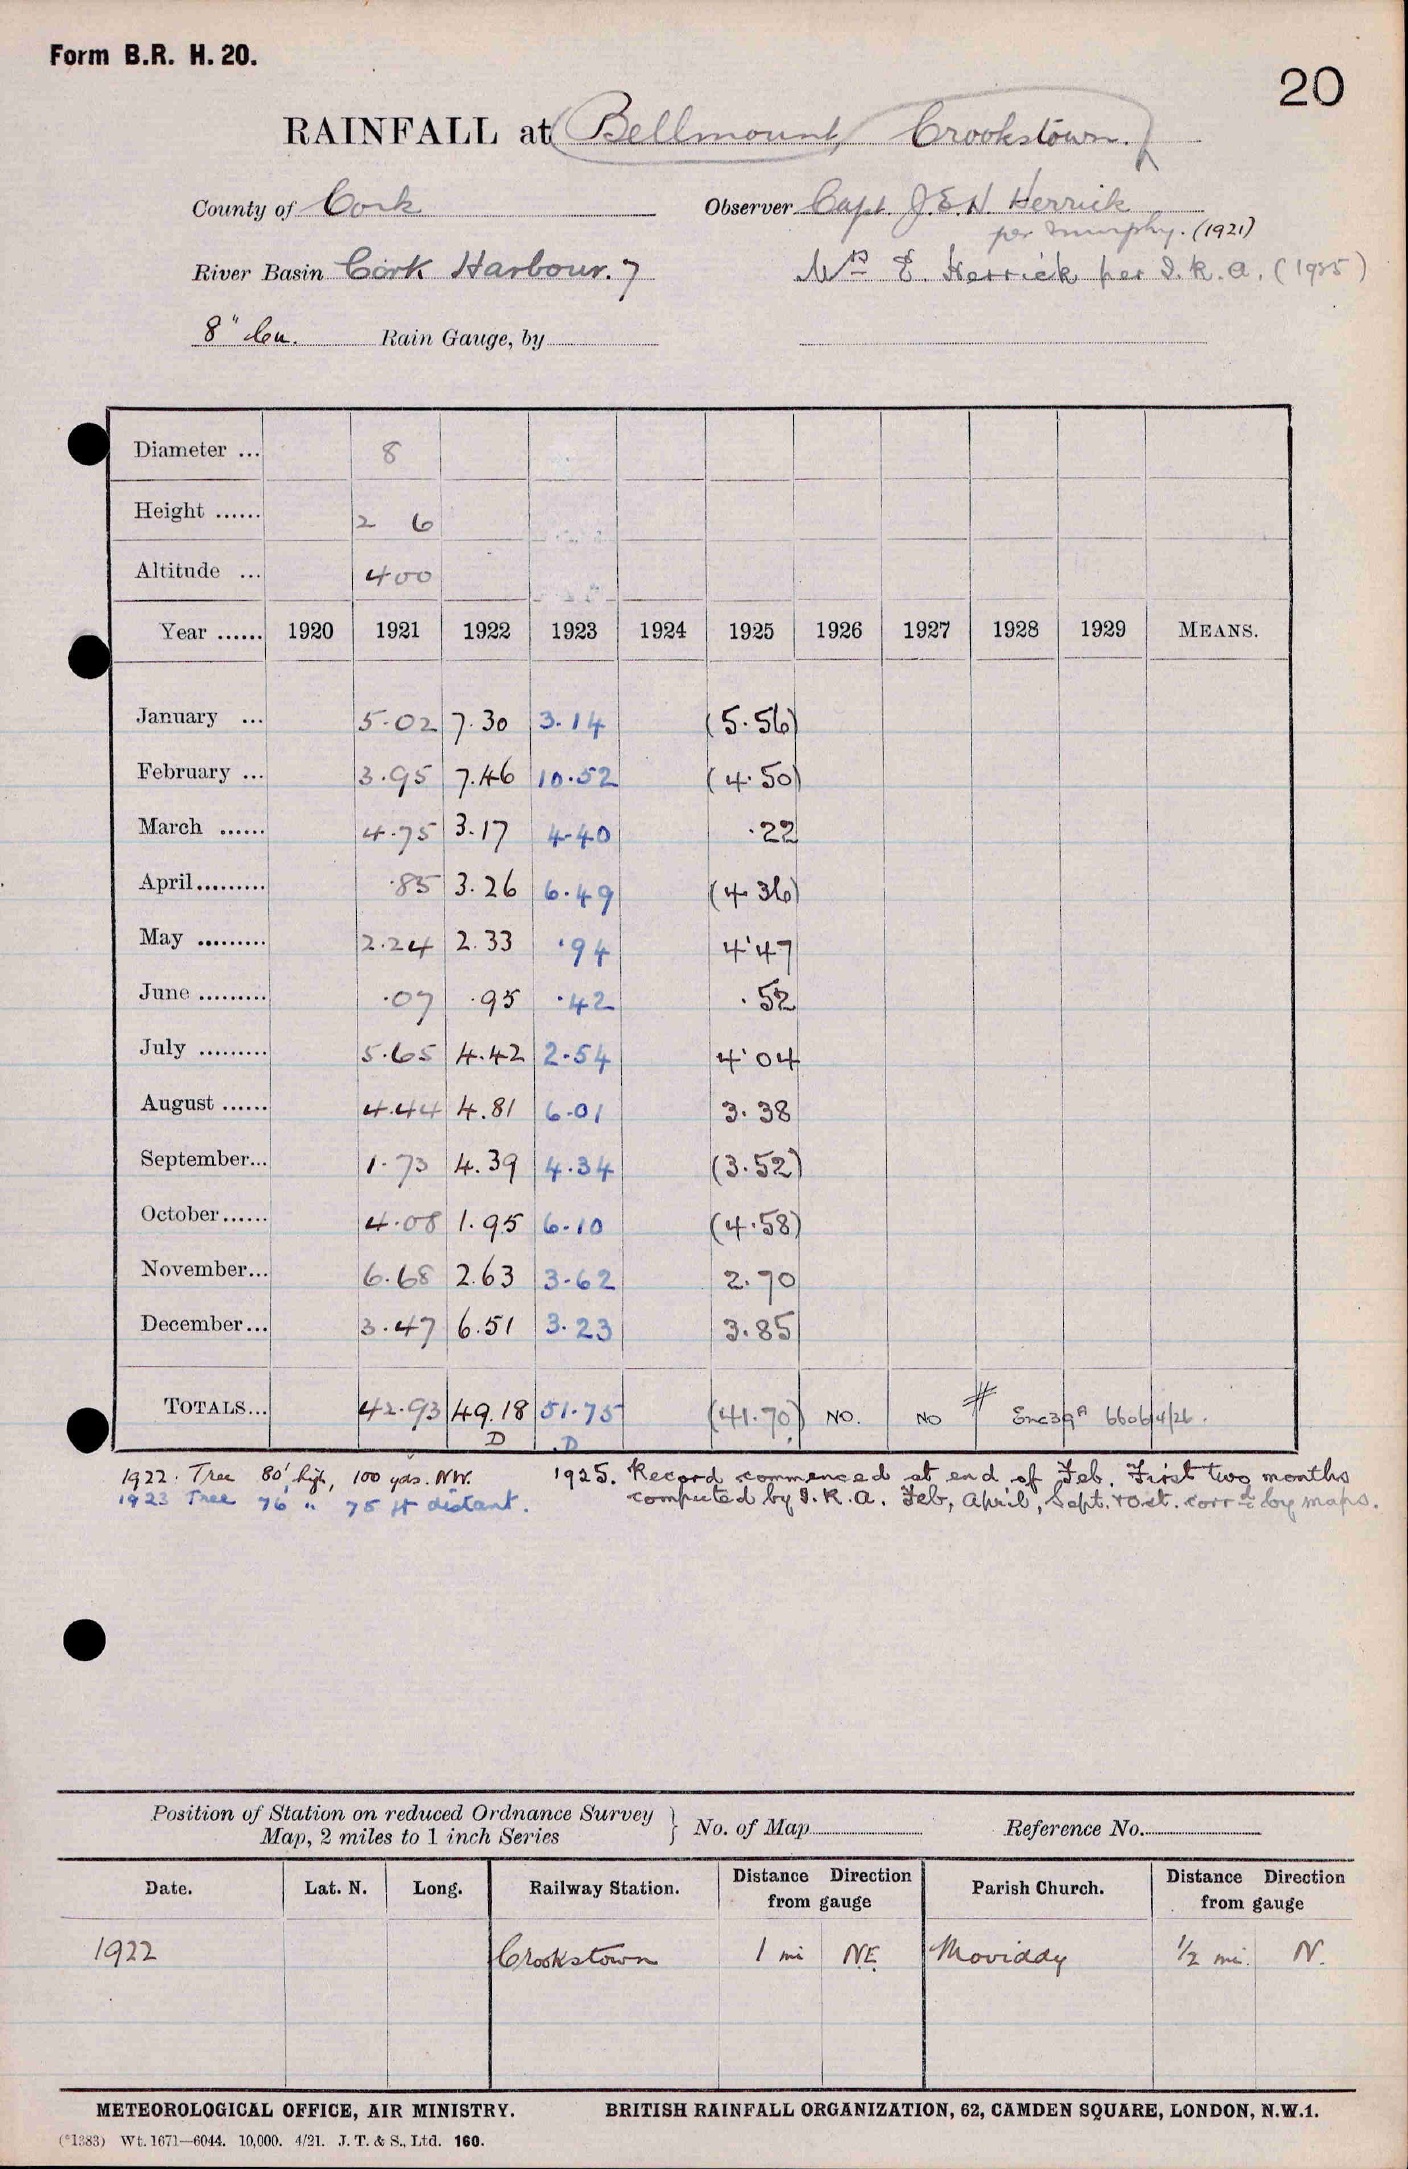 Form B.R. H. 20.
20
RAINFALL at Bellmount, Crookstown.
County of Cork Observer Capt. J.E.N. Herrick
per Murphy. (1921)
River Basin Cork Harbour. 7 Mrs E. Herrick per I.R.A. (1925)
8" Cu. Rain Gauge, by
Diameter ... 8
Height ...... 2 6
Altitude ... 400
Year ...... 1920 1921 1922 1923 1924 1925 1926 1927 1928 1929 MEANS.
January ... 5.02 7.30 3.14 (5.56)
February ... 3.95 7.46 10.52 (4.50)
March ...... 4.75 3.17 4.40 .22
April......... .85 3.26 6.49 (4.36)
May ......... 2.24 2.33 .94 4.47
June ......... .07 .95 .42 .52
July ......... 5.65 4.42 2.54 4.04
August ...... 4.44 4.81 6.01 3.38
September... 1.73 4.39 4.34 (3.52)
October...... 4.08 1.95 6.10 (4.58)
November... 6.68 2.63 3.62 2.70
December... 3.47 6.51 3.23 3.85
TOTALS... 42.93 49.18 51.75 (41.70) NO. NO # Enc39A 6606/4/26.
D D
1922. Tree 80' high, 100 yds. NW. 1925. Record commenced at end of Feb. First two months
1923 Tree 76 " 75 ft distant. computed by I.R.A. Feb, April, Sept. + Oct. corrd by maps.
Position of Station on reduced Ordnance Survey
Map, 2 miles to 1 inch Series } No. of Map Reference No.
Date. Lat. N. Long. Railway Station. Distance Direction from gauge Parish Church. Distance Direction from gauge
1922 Crookstown 1 mi NE. Moviddy 1/2 mi. N.
METEOROLOGICAL OFFICE, AIR MINISTRY. BRITISH RAINFALL ORGANIZATION, 62, CAMDEN SQUARE, LONDON, N.W.1.
(*1383) Wt. 1671—6044. 10,000. 4/21. J. T. & S., Ltd. 160.